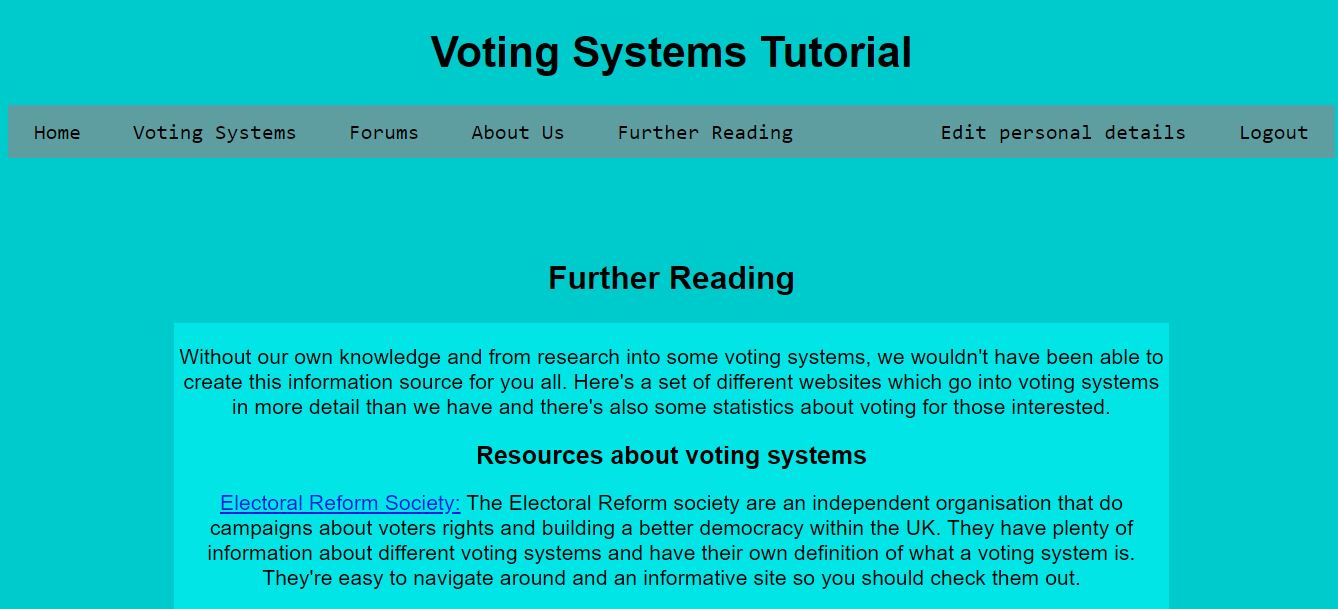 Voting Systems Tutorial
Home Voting Systems Forums About Us Further Reading Edit personal details Logout
Further Reading
Without our own knowledge and from research into some voting systems, we wouldn't have been able to
create this information source for you all. Here's a set of different websites which go into voting systems
in more detail than we have and there's also some statistics about voting for those interested.
Resources about voting systems
Electoral Reform Society: The Electoral Reform society are an independent organisation that do
campaigns about voters rights and building a better democracy within the UK. They have plenty of
information about different voting systems and have their own definition of what a voting system is.
They're easy to navigate around and an informative site so you should check them out.